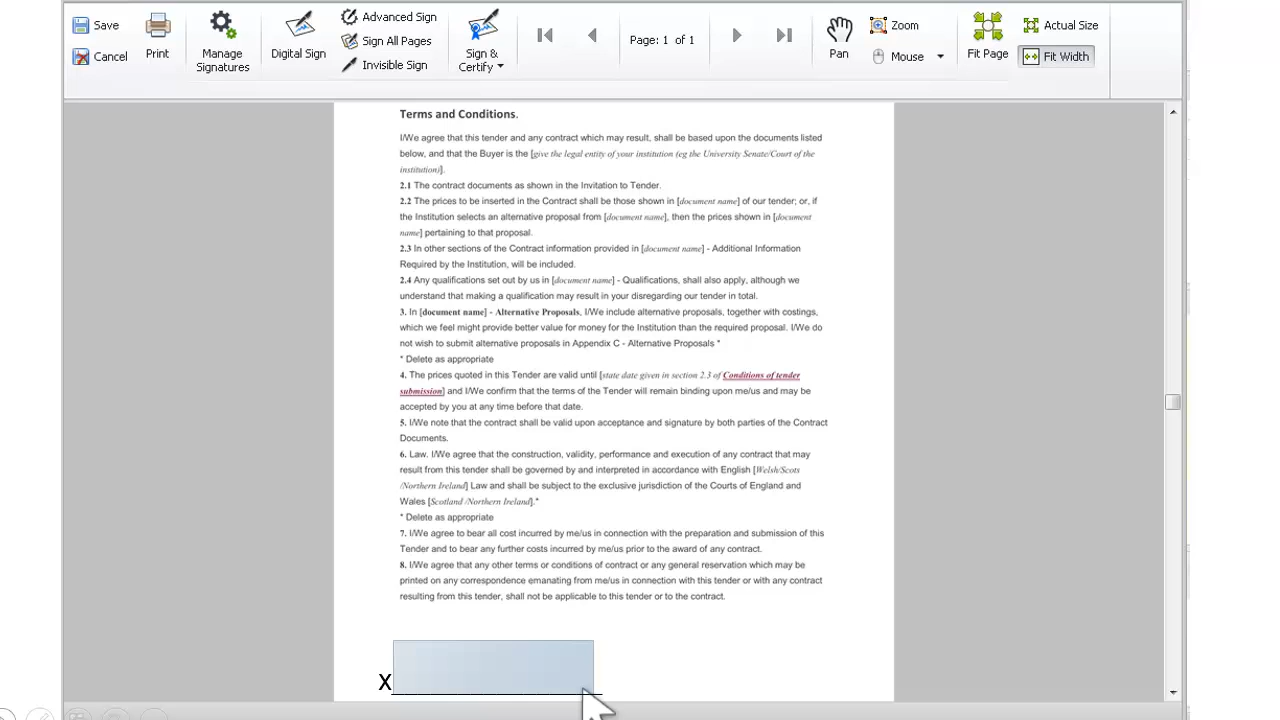 Save
Cancel
Print
Manage
Signatures
Digital Sign
Advanced Sign
Sign All Pages
Invisible Sign
Sign &
Certify
Page: 1 of 1
Pan
Zoom
Mouse
Fit Page
Actual Size
Fit Width
Terms and Conditions.
I/We agree that this tender and any contract which may result, shall be based upon the documents listed
below, and that the Buyer is the [give the legal entity of your institution (eg the University Senate/Court of the
institution)].
2.1 The contract documents as shown in the Invitation to Tender.
2.2 The prices to be inserted in the Contract shall be those shown in [document name] of our tender; or, if
the Institution selects an alternative proposal from [document name], then the prices shown in [document
name] pertaining to that proposal.
2.3 In other sections of the Contract information provided in [document name] - Additional Information
Required by the Institution, will be included.
2.4 Any qualifications set out by us in [document name] - Qualifications, shall also apply, although we
understand that making a qualification may result in your disregarding our tender in total.
3. In [document name] - Alternative Proposals, I/We include alternative proposals, together with costings,
which we feel might provide better value for money for the Institution than the required proposal. I/We do
not wish to submit alternative proposals in Appendix C - Alternative Proposals *
* Delete as appropriate
4. The prices quoted in this Tender are valid until [state date given in section 2.3 of Conditions of tender
submission] and I/We confirm that the terms of the Tender will remain binding upon me/us and may be
accepted by you at any time before that date.
5. I/We note that the contract shall be valid upon acceptance and signature by both parties of the Contract
Documents.
6. Law. I/We agree that the construction, validity, performance and execution of any contract that may
result from this tender shall be governed by and interpreted in accordance with English [Welsh/Scots
/Northern Ireland] Law and shall be subject to the exclusive jurisdiction of the Courts of England and
Wales [Scotland /Northern Ireland].*
* Delete as appropriate
7. I/We agree to bear all cost incurred by me/us in connection with the preparation and submission of this
Tender and to bear any further costs incurred by me/us prior to the award of any contract.
8. I/We agree that any other terms or conditions of contract or any general reservation which may be
printed on any correspondence emanating from me/us in connection with this tender or with any contract
resulting from this tender, shall not be applicable to this tender or to the contract.
X